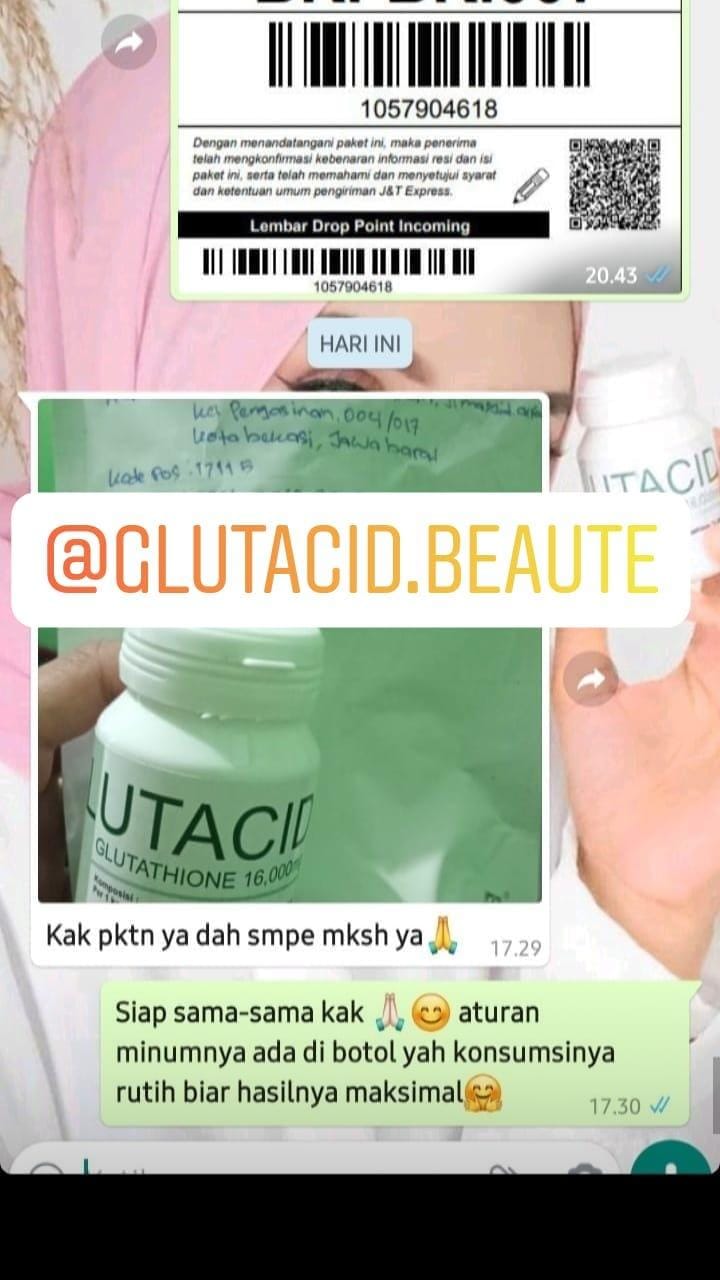 1057904618
Dengan menandatangani paket ini, maka penerima
telah mengkonfirmasi kebenaran informasi resi dan isi
paket ini, serta telah memahami dan menyetujui syarat
dan ketentuan umum pengiriman J&T Express.
Lembar Drop Point Incoming
1057904618
20.43
HARI INI
kel Pengasinan, 004/017
kota bekasi, Jawa barat
kode pos : 17115
UTACID
@GLUTACID.BEAUTE
LUTACID
GLUTATHIONE 16,000
Komposisi :
Kak pktn ya dah smpe mksh ya🙏
17.29
Siap sama-sama kak 🙏🏻😊 aturan
minumnya ada di botol yah konsumsinya
rutih biar hasilnya maksimal🤗
17.30